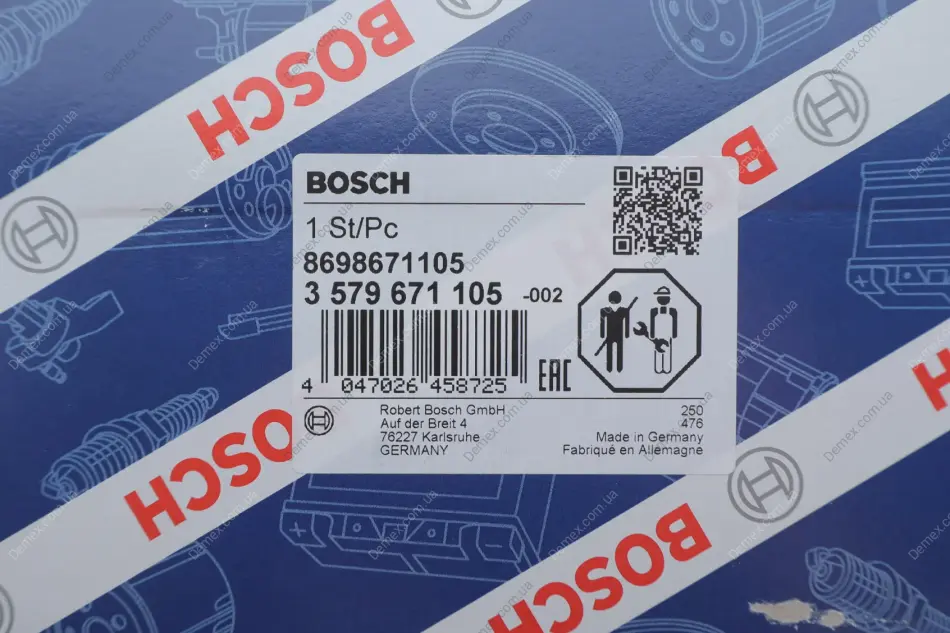 BOSCH
BOSCH
BOSCH
1 St/Pc
8698671105
3 579 671 105 -002
4 047026 458725
EAC
Robert Bosch GmbH
Auf der Breit 4
76227 Karlsruhe
GERMANY
250
476
Made in Germany
Fabriqué en Allemagne
BOSCH
BOSCH
Demex.com.ua